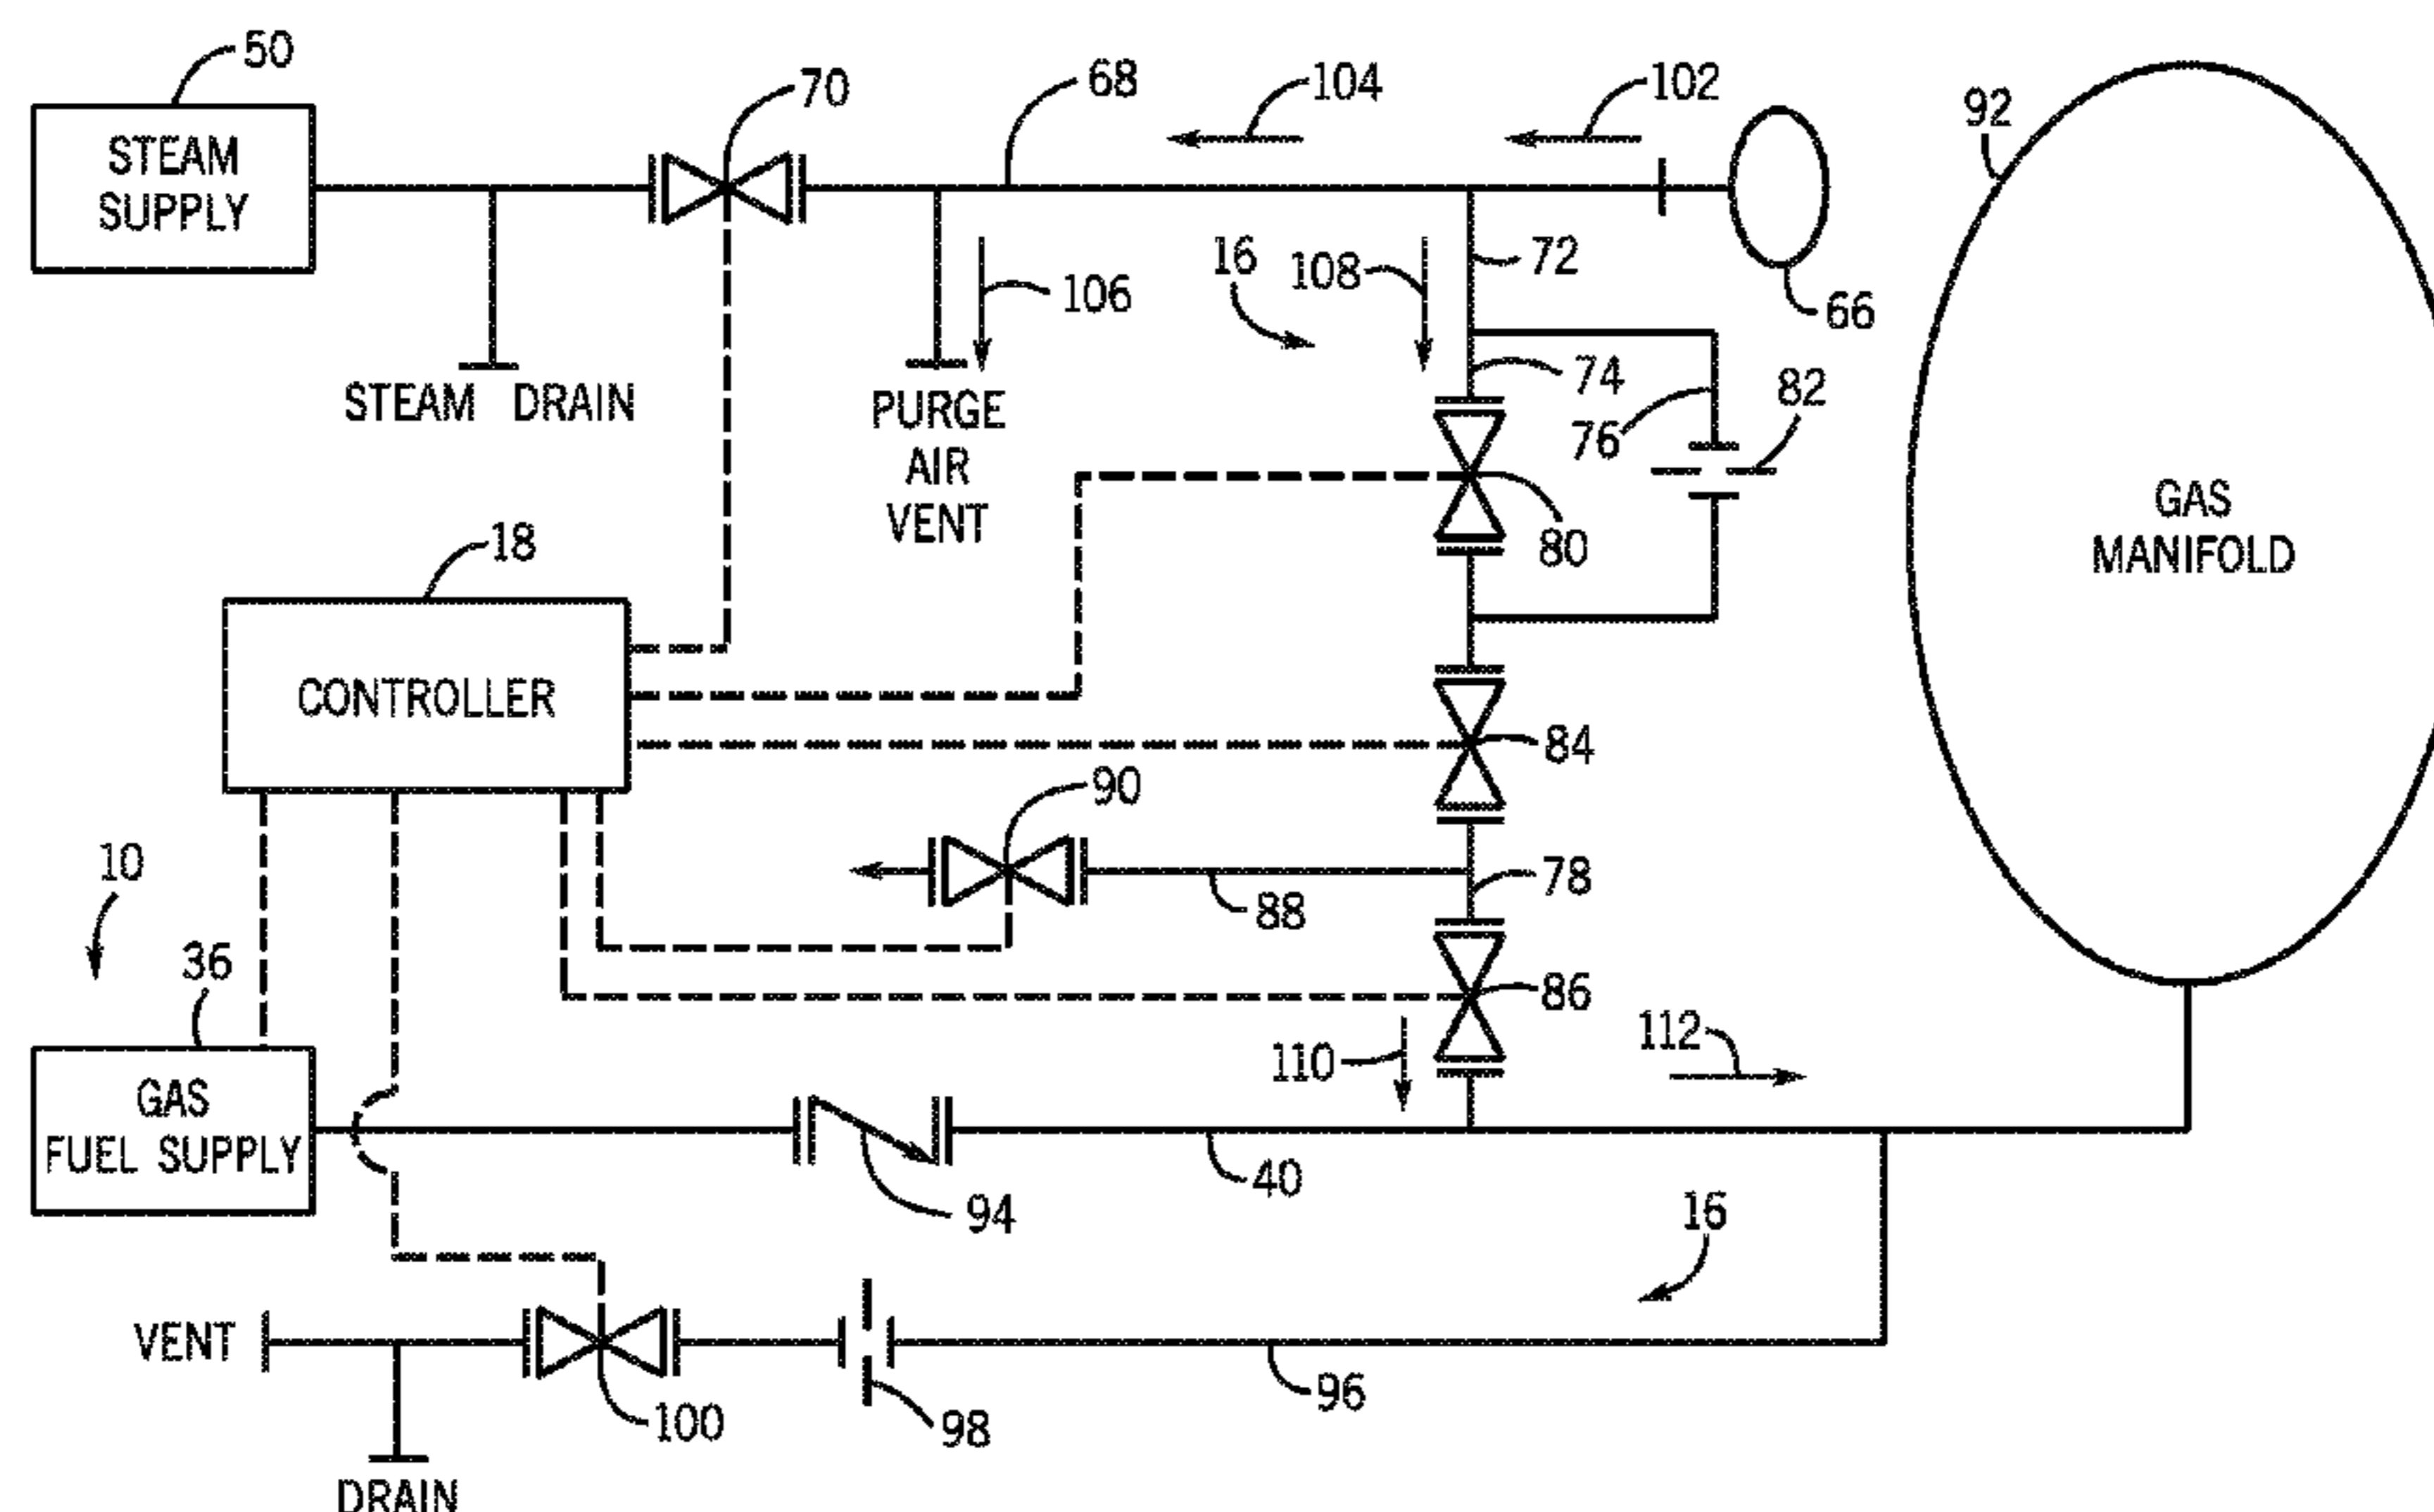 50
STEAM
SUPPLY
70
68
104
102
92
66
16
108
72
106
STEAM DRAIN
PURGE
AIR
VENT
74
76
82
80
GAS
MANIFOLD
18
CONTROLLER
84
90
88
78
10
36
86
110
112
GAS
FUEL SUPPLY
94
40
16
VENT
100
98
96
DRAIN